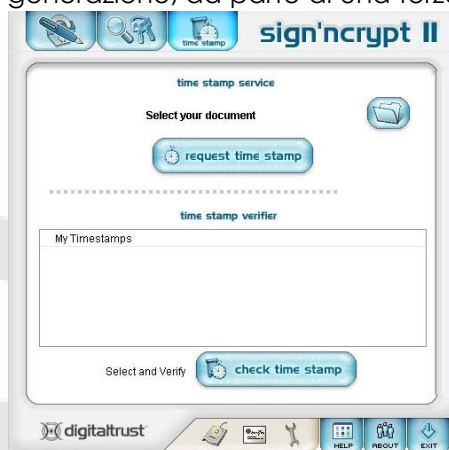 generazione, da parte di una terza
time stamp
sign'ncrypt II
time stamp service
Select your document
request time stamp
time stamp verifier
My Timestamps
Select and Verify
check time stamp
digitaltrust
HELP
ABOUT
EXIT